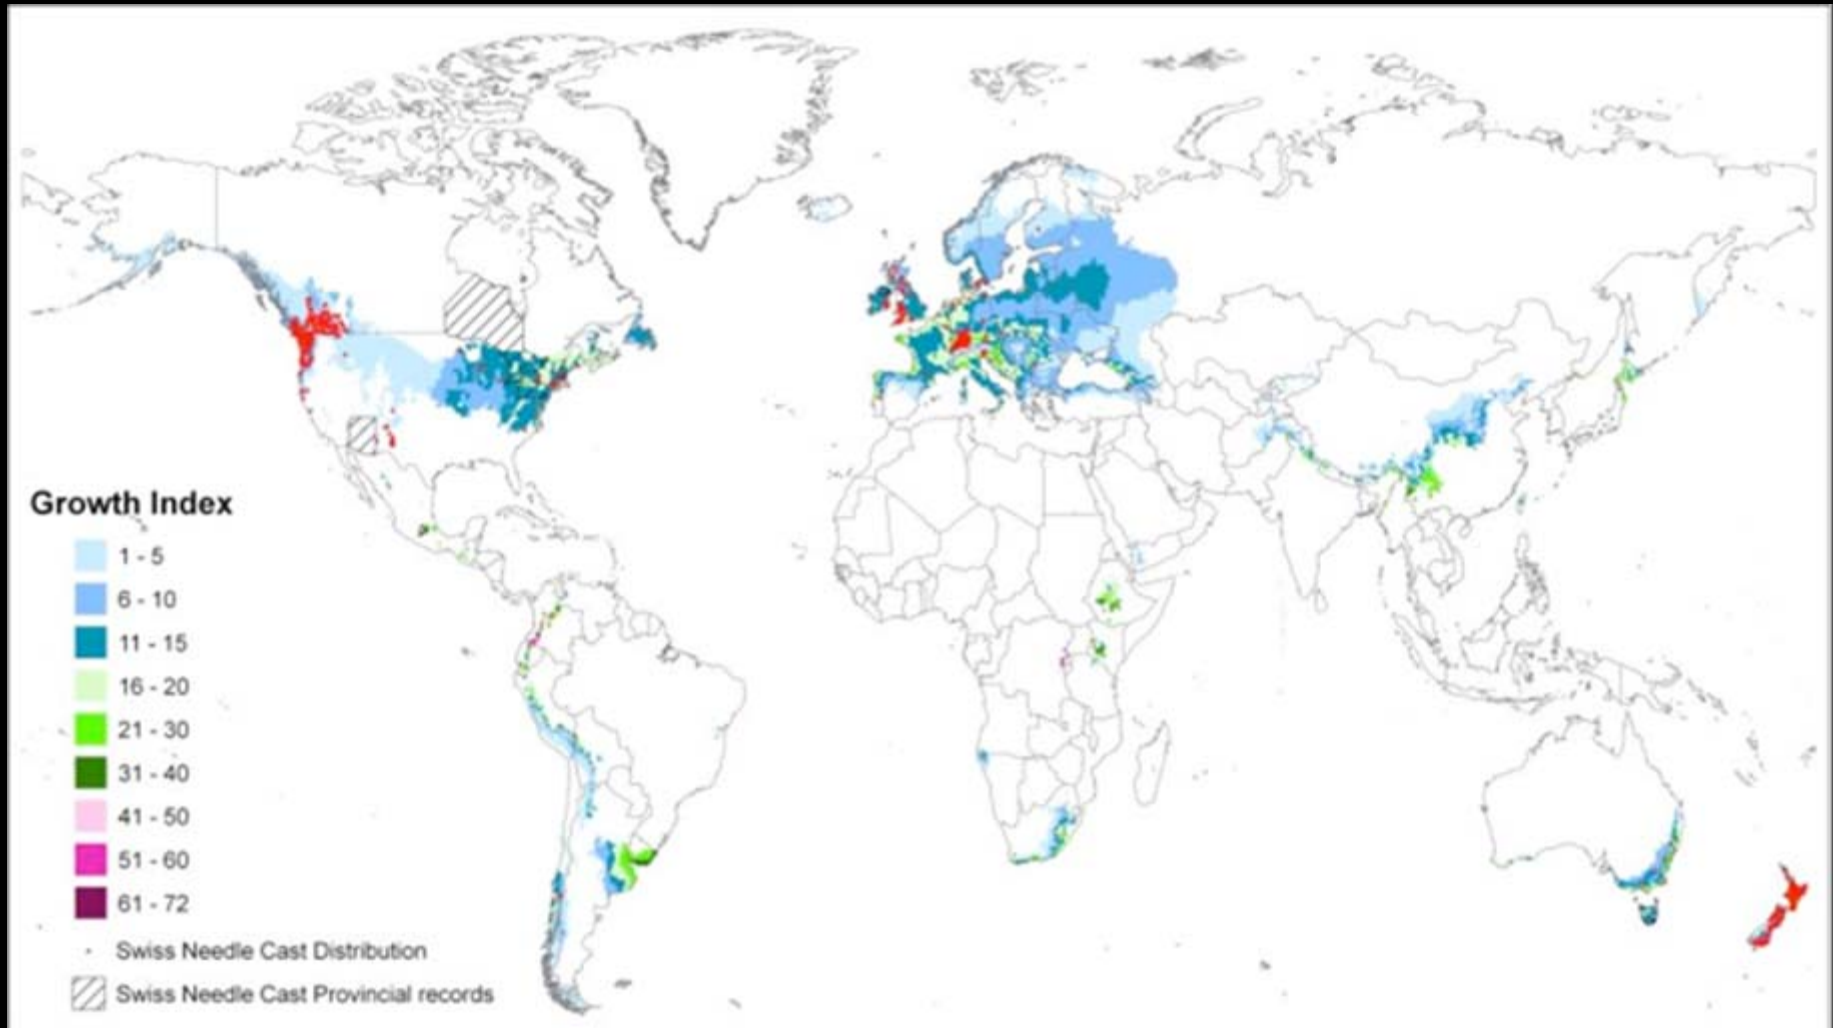 Growth Index
1 - 5
6 - 10
11 - 15
16 - 20
21 - 30
31 - 40
41 - 50
51 - 60
61 - 72
Swiss Needle Cast Distribution
Swiss Needle Cast Provincial records